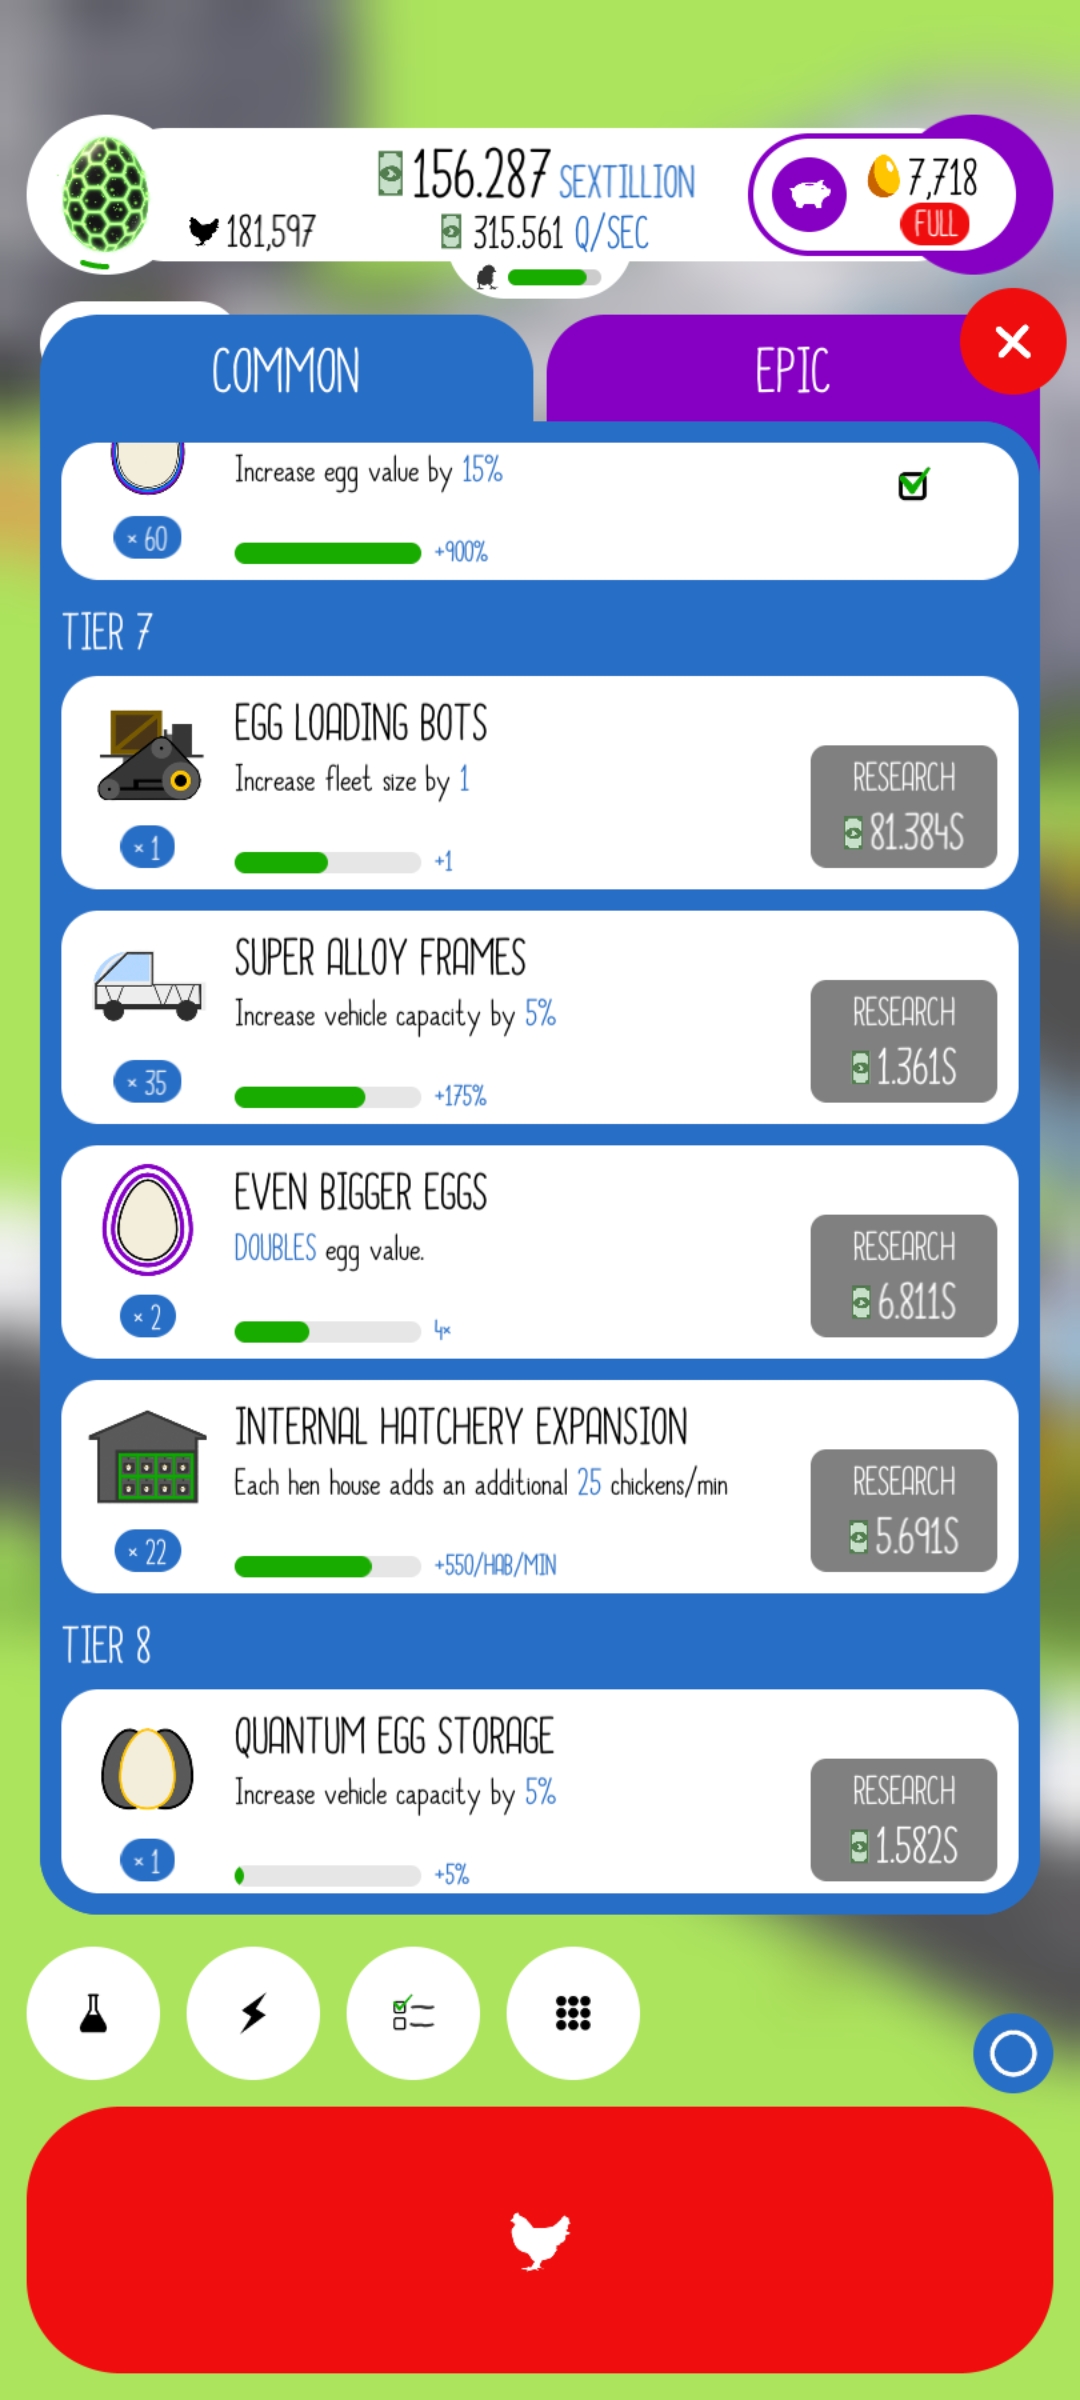 156.287 SEXTILLION
181,597
315.561 Q/SEC
7,718
FULL
COMMON
EPIC
Increase egg value by 15%
× 60
+900%
TIER 7
EGG LOADING BOTS
Increase fleet size by 1
RESEARCH
81.384S
× 1
+1
SUPER ALLOY FRAMES
Increase vehicle capacity by 5%
RESEARCH
1.361S
× 35
+175%
EVEN BIGGER EGGS
DOUBLES egg value.
RESEARCH
6.811S
× 2
4×
INTERNAL HATCHERY EXPANSION
Each hen house adds an additional 25 chickens/min
RESEARCH
5.691S
× 22
+550/HAB/MIN
TIER 8
QUANTUM EGG STORAGE
Increase vehicle capacity by 5%
RESEARCH
1.582S
× 1
+5%